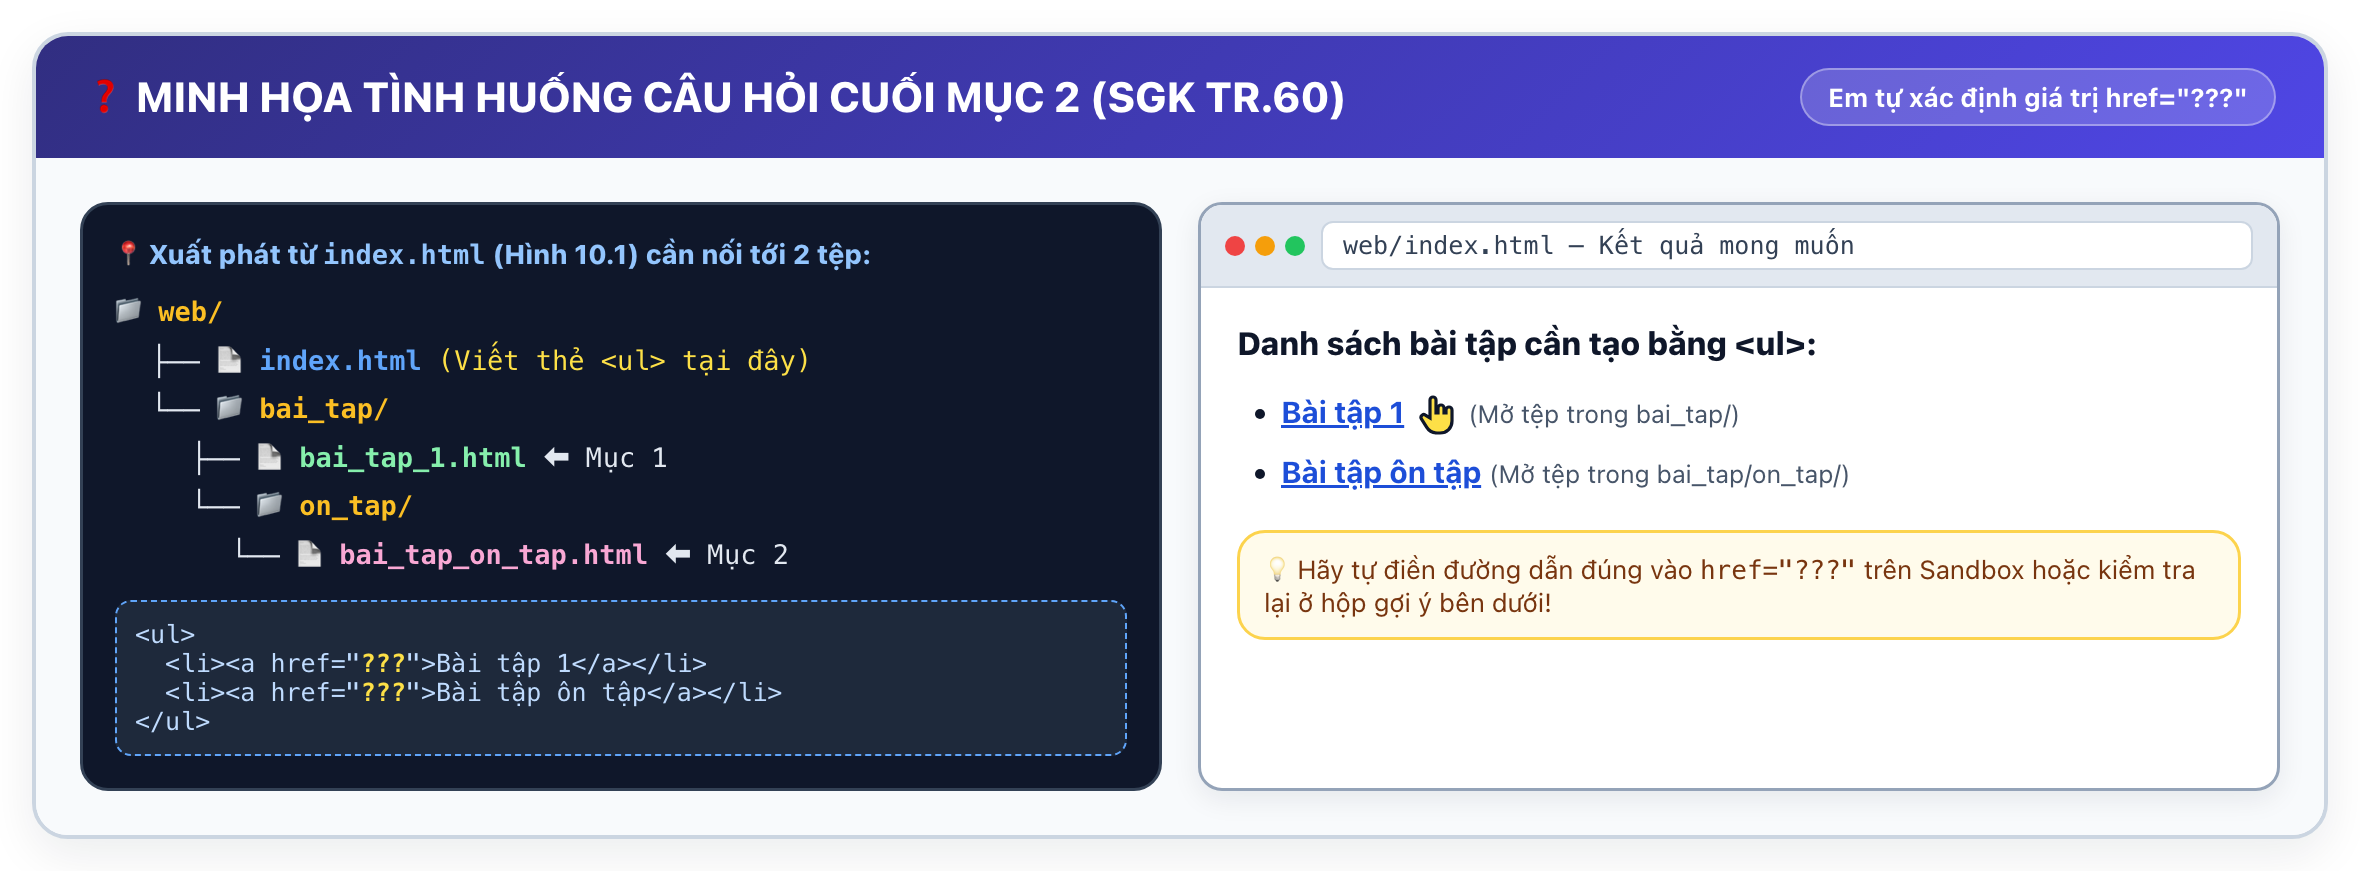 ❓ MINH HỌA TÌNH HUỐNG CÂU HỎI CUỐI MỤC 2 (SGK TR.60)
Em tự xác định giá trị href="???"
📍 Xuất phát từ index.html (Hình 10.1) cần nối tới 2 tệp:
📁 web/
├── 📄 index.html (Viết thẻ <ul> tại đây)
└── 📁 bai_tap/
├── 📄 bai_tap_1.html ⬅ Mục 1
└── 📁 on_tap/
└── 📄 bai_tap_on_tap.html ⬅ Mục 2
<ul>
<li><a href="???">Bài tập 1</a></li>
<li><a href="???">Bài tập ôn tập</a></li>
</ul>
web/index.html — Kết quả mong muốn
Danh sách bài tập cần tạo bằng <ul>:
• Bài tập 1 👆 (Mở tệp trong bai_tap/)
• Bài tập ôn tập (Mở tệp trong bai_tap/on_tap/)
💡 Hãy tự điền đường dẫn đúng vào href="???" trên Sandbox hoặc kiểm tra
lại ở hộp gợi ý bên dưới!